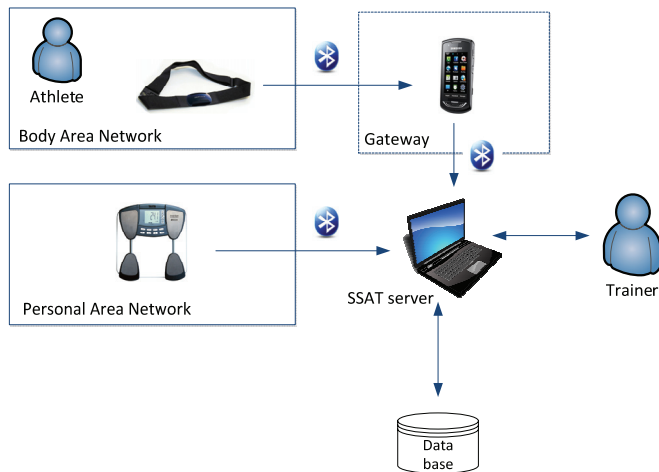 Athlete
Body Area Network
Gateway
Personal Area Network
SSAT server
Trainer
Data
base